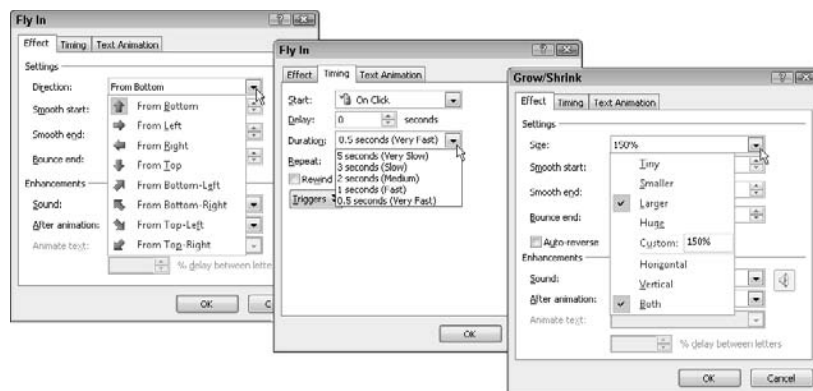 Fly In
Effect Timing Text Animation
Settings
Direction: From Bottom
Smooth start:
Smooth end:
Bounce end:
From Bottom
From Left
From Right
From Top
From Bottom-Left
From Bottom-Right
From Top-Left
From Top-Right
Enhancements
Sound:
After animation:
Animate text:
% delay between lette
OK C
Fly In
Effect Timing Text Animation
Start: On Click
Delay: 0 seconds
Duration: 0.5 seconds (Very Fast)
Repeat:
Rewind
Triggers
5 seconds (Very Slow)
3 seconds (Slow)
2 seconds (Medium)
1 seconds (Fast)
0.5 seconds (Very Fast)
OK
Grow/Shrink
Effect Timing Text Animation
Settings
Size: 150%
Smooth start:
Smooth end:
Bounce end:
Auto-reverse
Tiny
Smaller
Larger
Huge
Custom: 150%
Horizontal
Vertical
Both
Enhancements
Sound:
After animation:
Animate text:
% delay between letters
OK Cancel